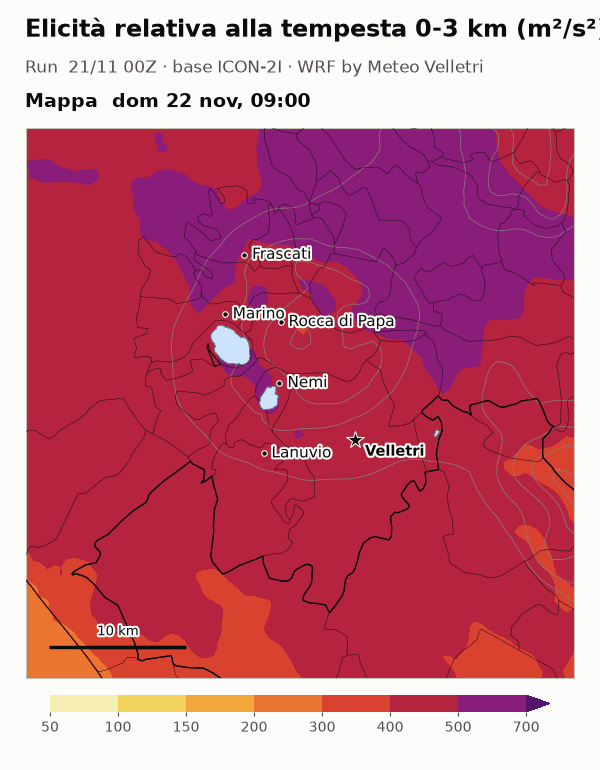 Elicità relativa alla tempesta 0-3 km (m²/s²)
Run 21/11 00Z · base ICON-2I · WRF by Meteo Velletri
Mappa dom 22 nov, 09:00
Frascati
Marino
Rocca di Papa
Nemi
Velletri
Lanuvio
10 km
50 100 150 200 300 400 500 700